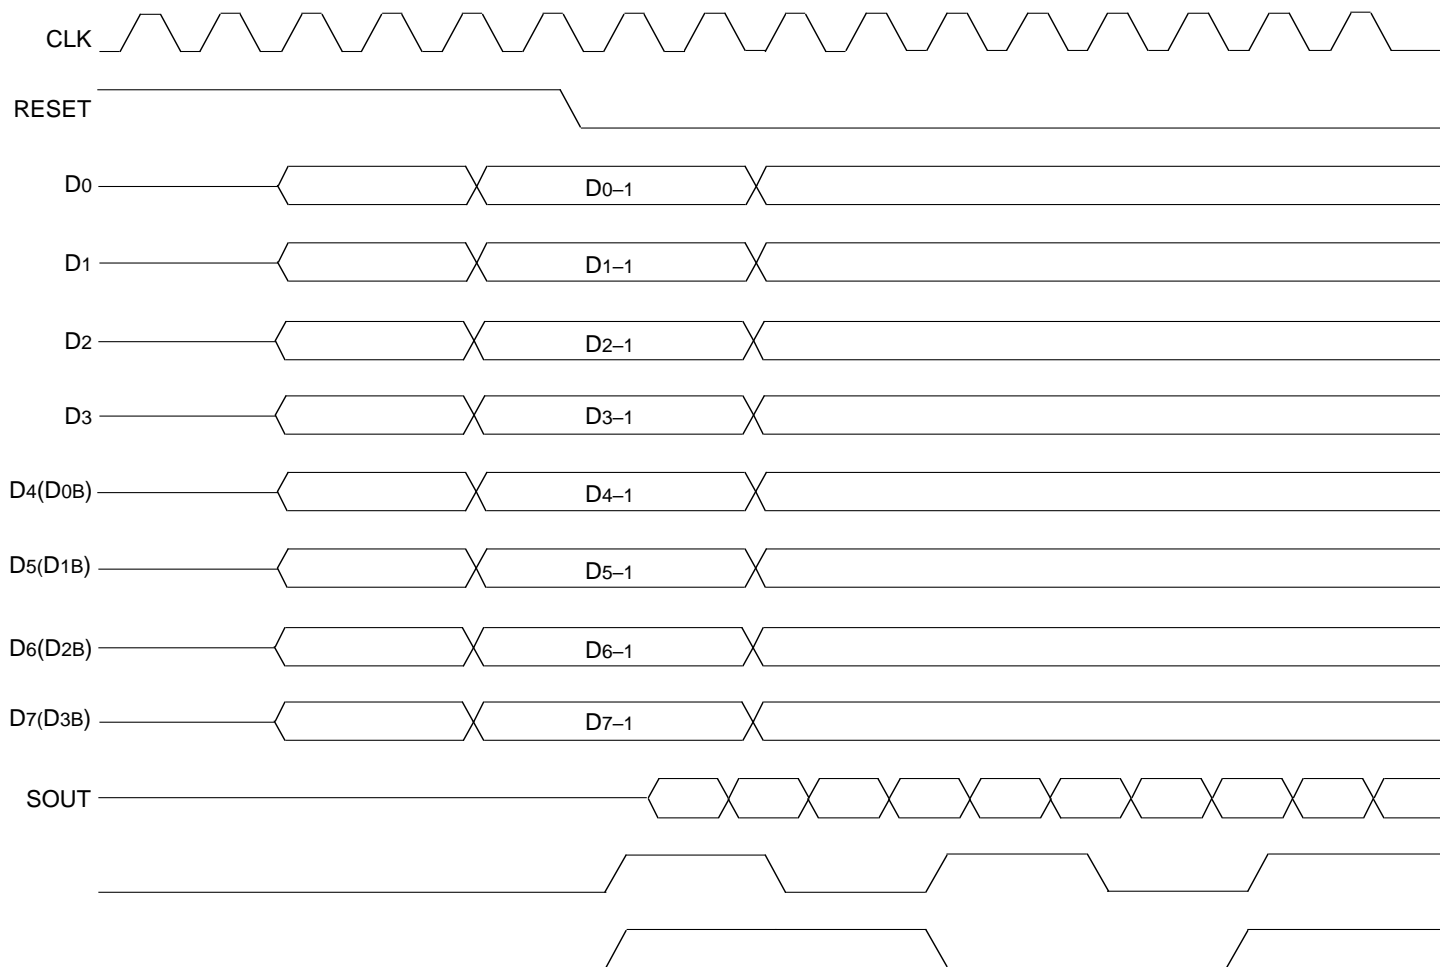 CLK
RESET
D0 D0–1
D1 D1–1
D2 D2–1
D3 D3–1
D4(D0B) D4–1
D5(D1B) D5–1
D6(D2B) D6–1
D7(D3B) D7–1
SOUT